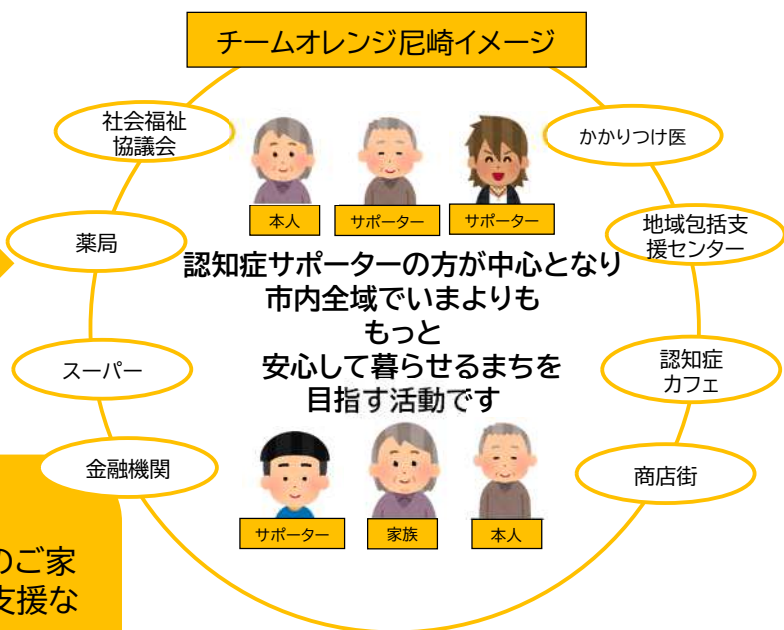 チームオレンジ尼崎イメージ
社会福祉
協議会
かかりつけ医
本人
サポーター
サポーター
薬局
地域包括支
援センター
認知症サポーターの方が中心となり
市内全域でいまよりも
もっと
安心して暮らせるまちを
目指す活動です
スーパー
認知症
カフェ
金融機関
商店街
サポーター
家族
本人
のご家
支援な